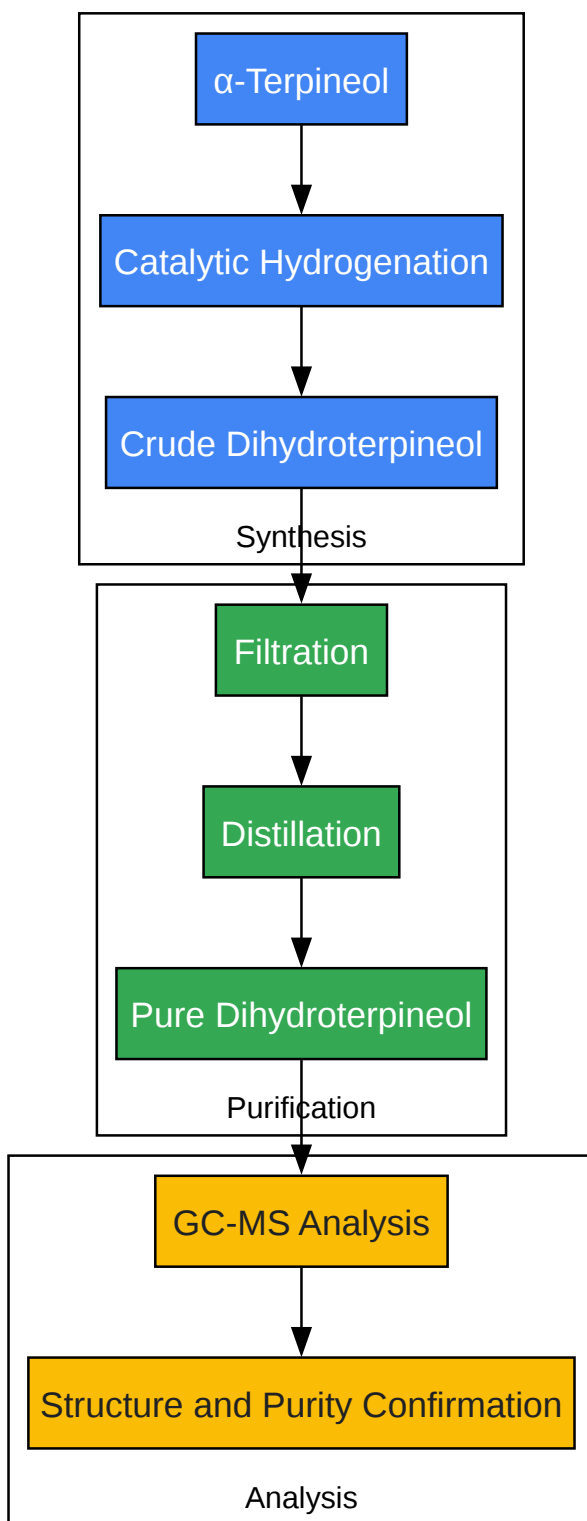 α-Terpineol
Catalytic Hydrogenation
Crude Dihydroterpineol
Synthesis
Filtration
Distillation
Pure Dihydroterpineol
Purification
GC-MS Analysis
Structure and Purity Confirmation
Analysis